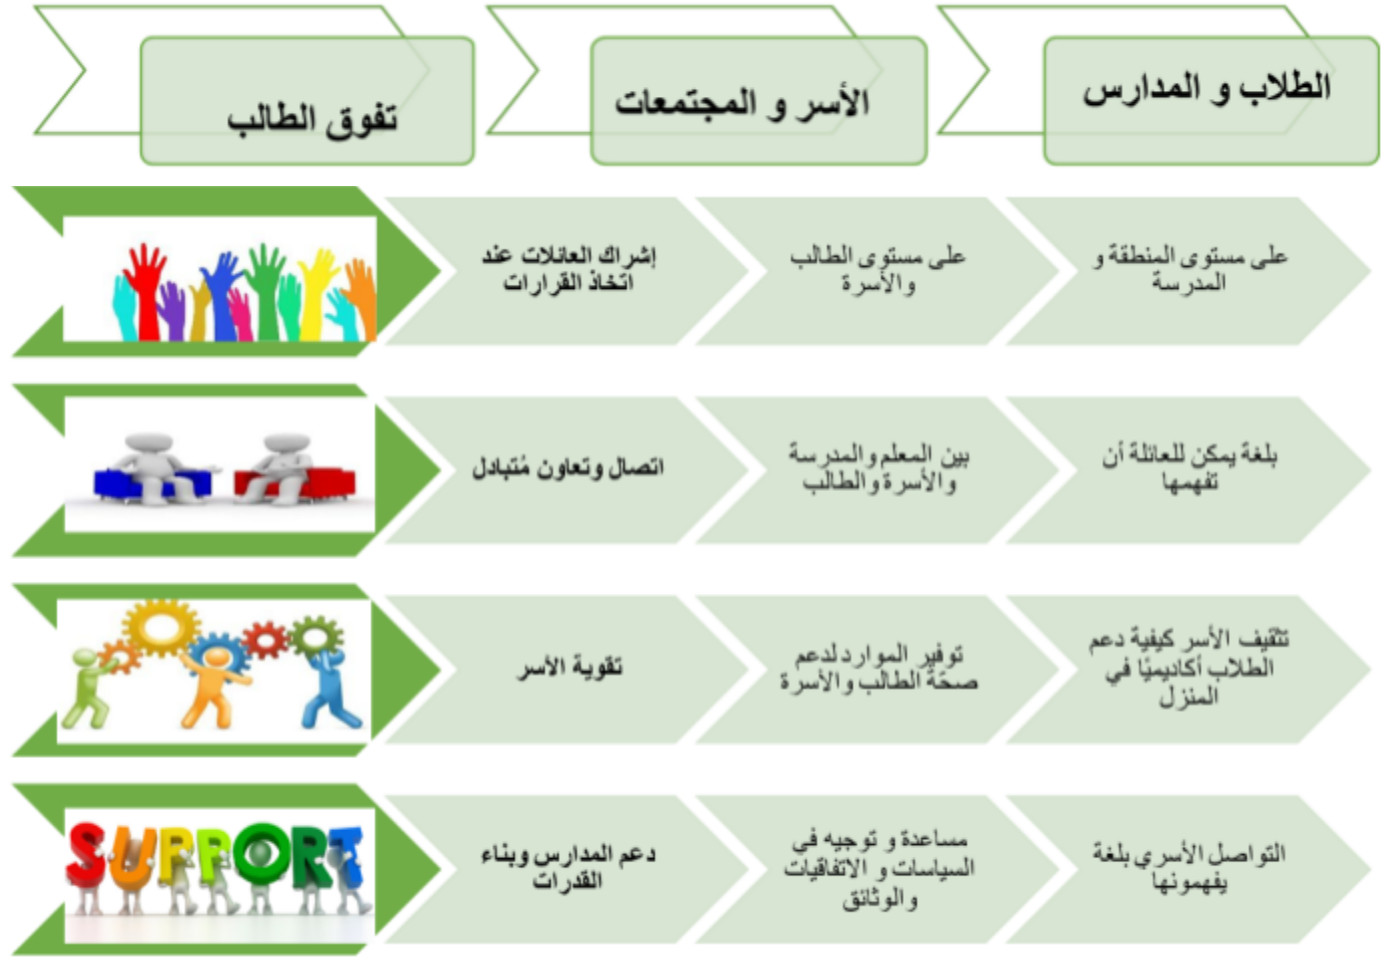 الطلاب و المدارس
الأسر و المجتمعات
تفوق الطالب
إشراك العائلات عند
اتخاذ القرارات
على مستوى الطالب
والأسرة
على مستوى المنطقة و
المدرسة
اتصال وتعاون مُتبادل
بين المعلم والمدرسة
والأسرة والطالب
بلغة يمكن للعائلة أن
تفهمها
تقوية الأسر
توفير الموارد لدعم
صحّة الطالب والأسرة
تثقيف الأسر كيفية دعم
الطلاب أكاديميًا في
المنزل
SUPPORT
دعم المدارس وبناء
القدرات
مساعدة و توجيه في
السياسات و الاتفاقيات
والوثائق
التواصل الأسري بلغة
يفهمونها